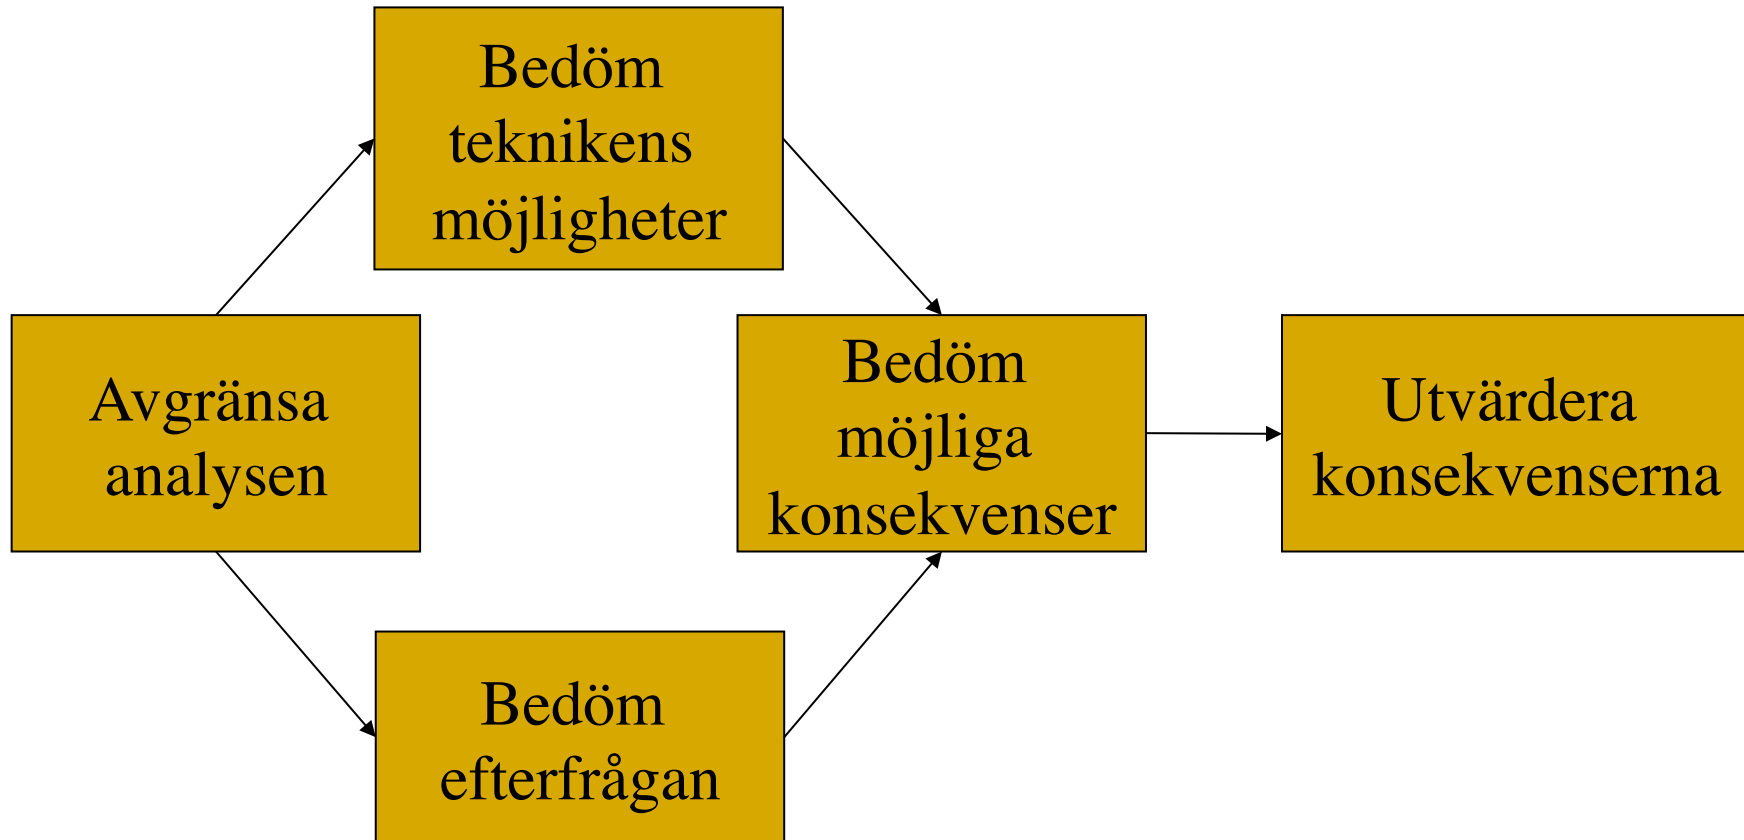 Bedöm
teknikens
möjligheter
Avgränsa
analysen
Bedöm
möjliga
konsekvenser
Utvärdera
konsekvenserna
Bedöm
efterfrågan